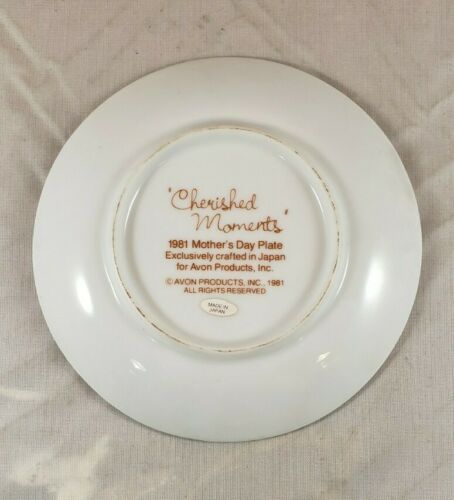 "Cherished
Moments"
1981 Mother's Day Plate
Exclusively crafted in Japan
for Avon Products, Inc.
© AVON PRODUCTS, INC., 1981
ALL RIGHTS RESERVED
MADE IN
JAPAN